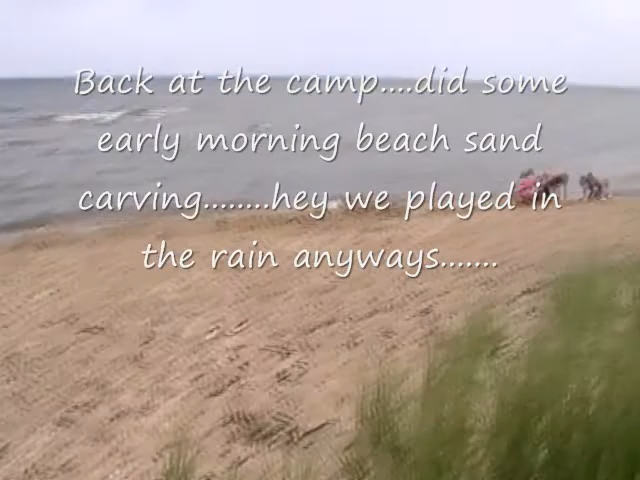 Back at the camp....did some
early morning beach sand
carving........hey we played in
the rain anyways.......